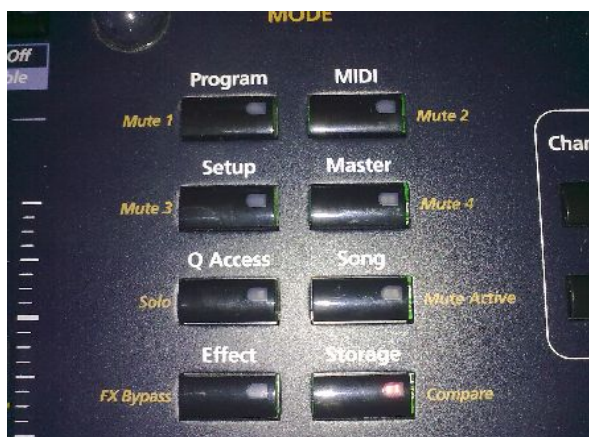 MODE
Off
Program
MIDI
Mute 1
Mute 2
Setup
Master
Mute 3
Mute 4
Q Access
Song
Solo
Mute Active
Effect
Storage
FX Bypass
Compare